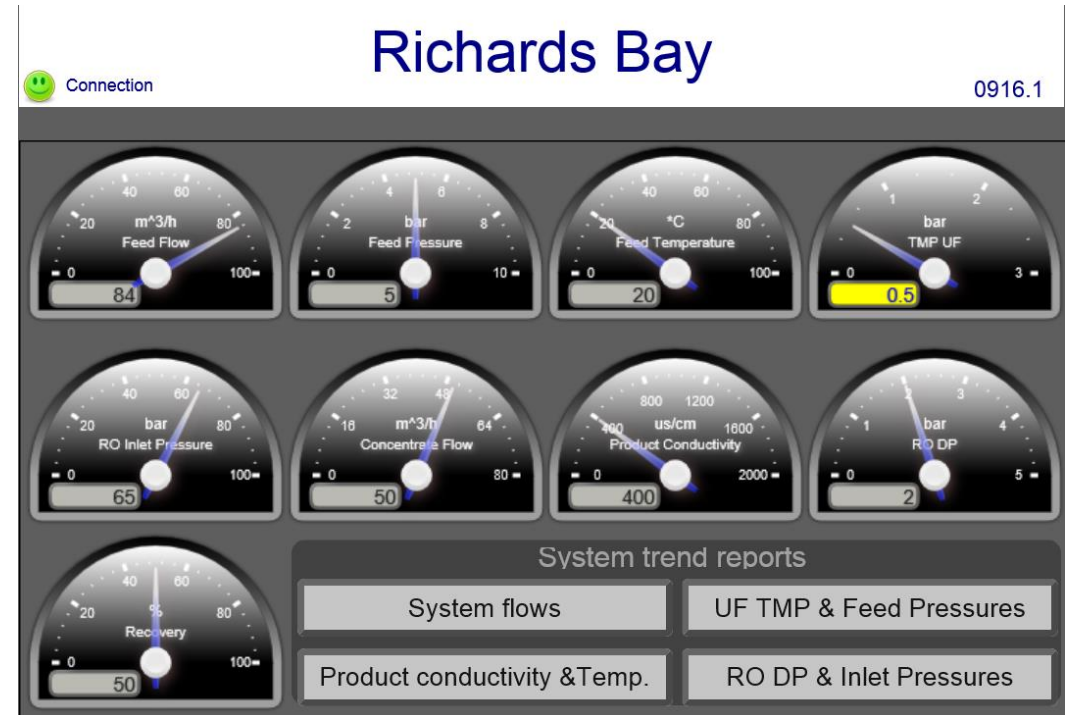 Richards Bay
Connection
0916.1
40 60
20 m^3/h 80
Feed Flow
0 100
84
4 6
2 bar 8
Feed Pressure
0 10
5
40 60
20 *C 80
Feed Temperature
0 100
20
1 2
bar
TMP UF
0 3
0.5
40 60
20 bar 80
RO Inlet Pressure
0 100
65
32 48
16 m^3/h 64
Concentrate Flow
0 80
50
800 1200
400 us/cm 1600
Product Conductivity
0 2000
400
2 3
1 bar 4
RO DP
0 5
2
40 60
20 % 80
Recovery
0 100
50
System trend reports
System flows
UF TMP & Feed Pressures
Product conductivity &Temp.
RO DP & Inlet Pressures